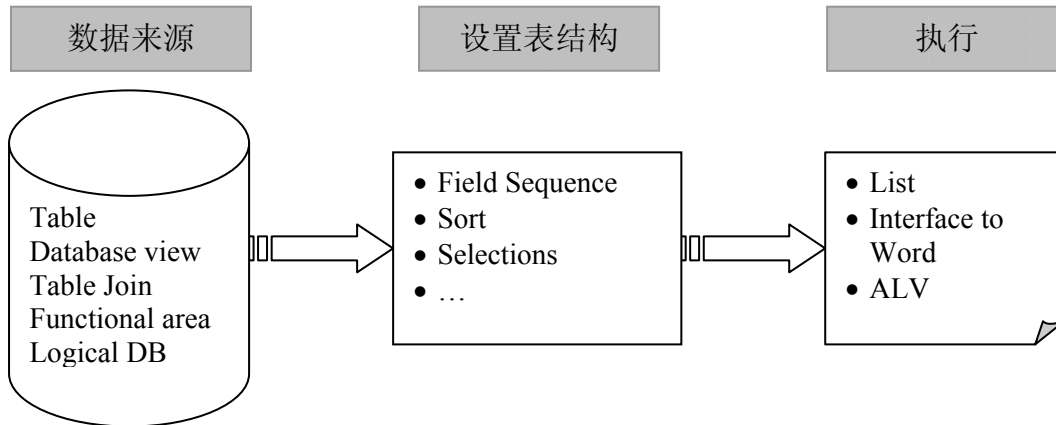 数据来源
设置表结构
执行
Table
Database view
Table Join
Functional area
Logical DB
• Field Sequence
• Sort
• Selections
• …
• List
• Interface to
Word
• ALV